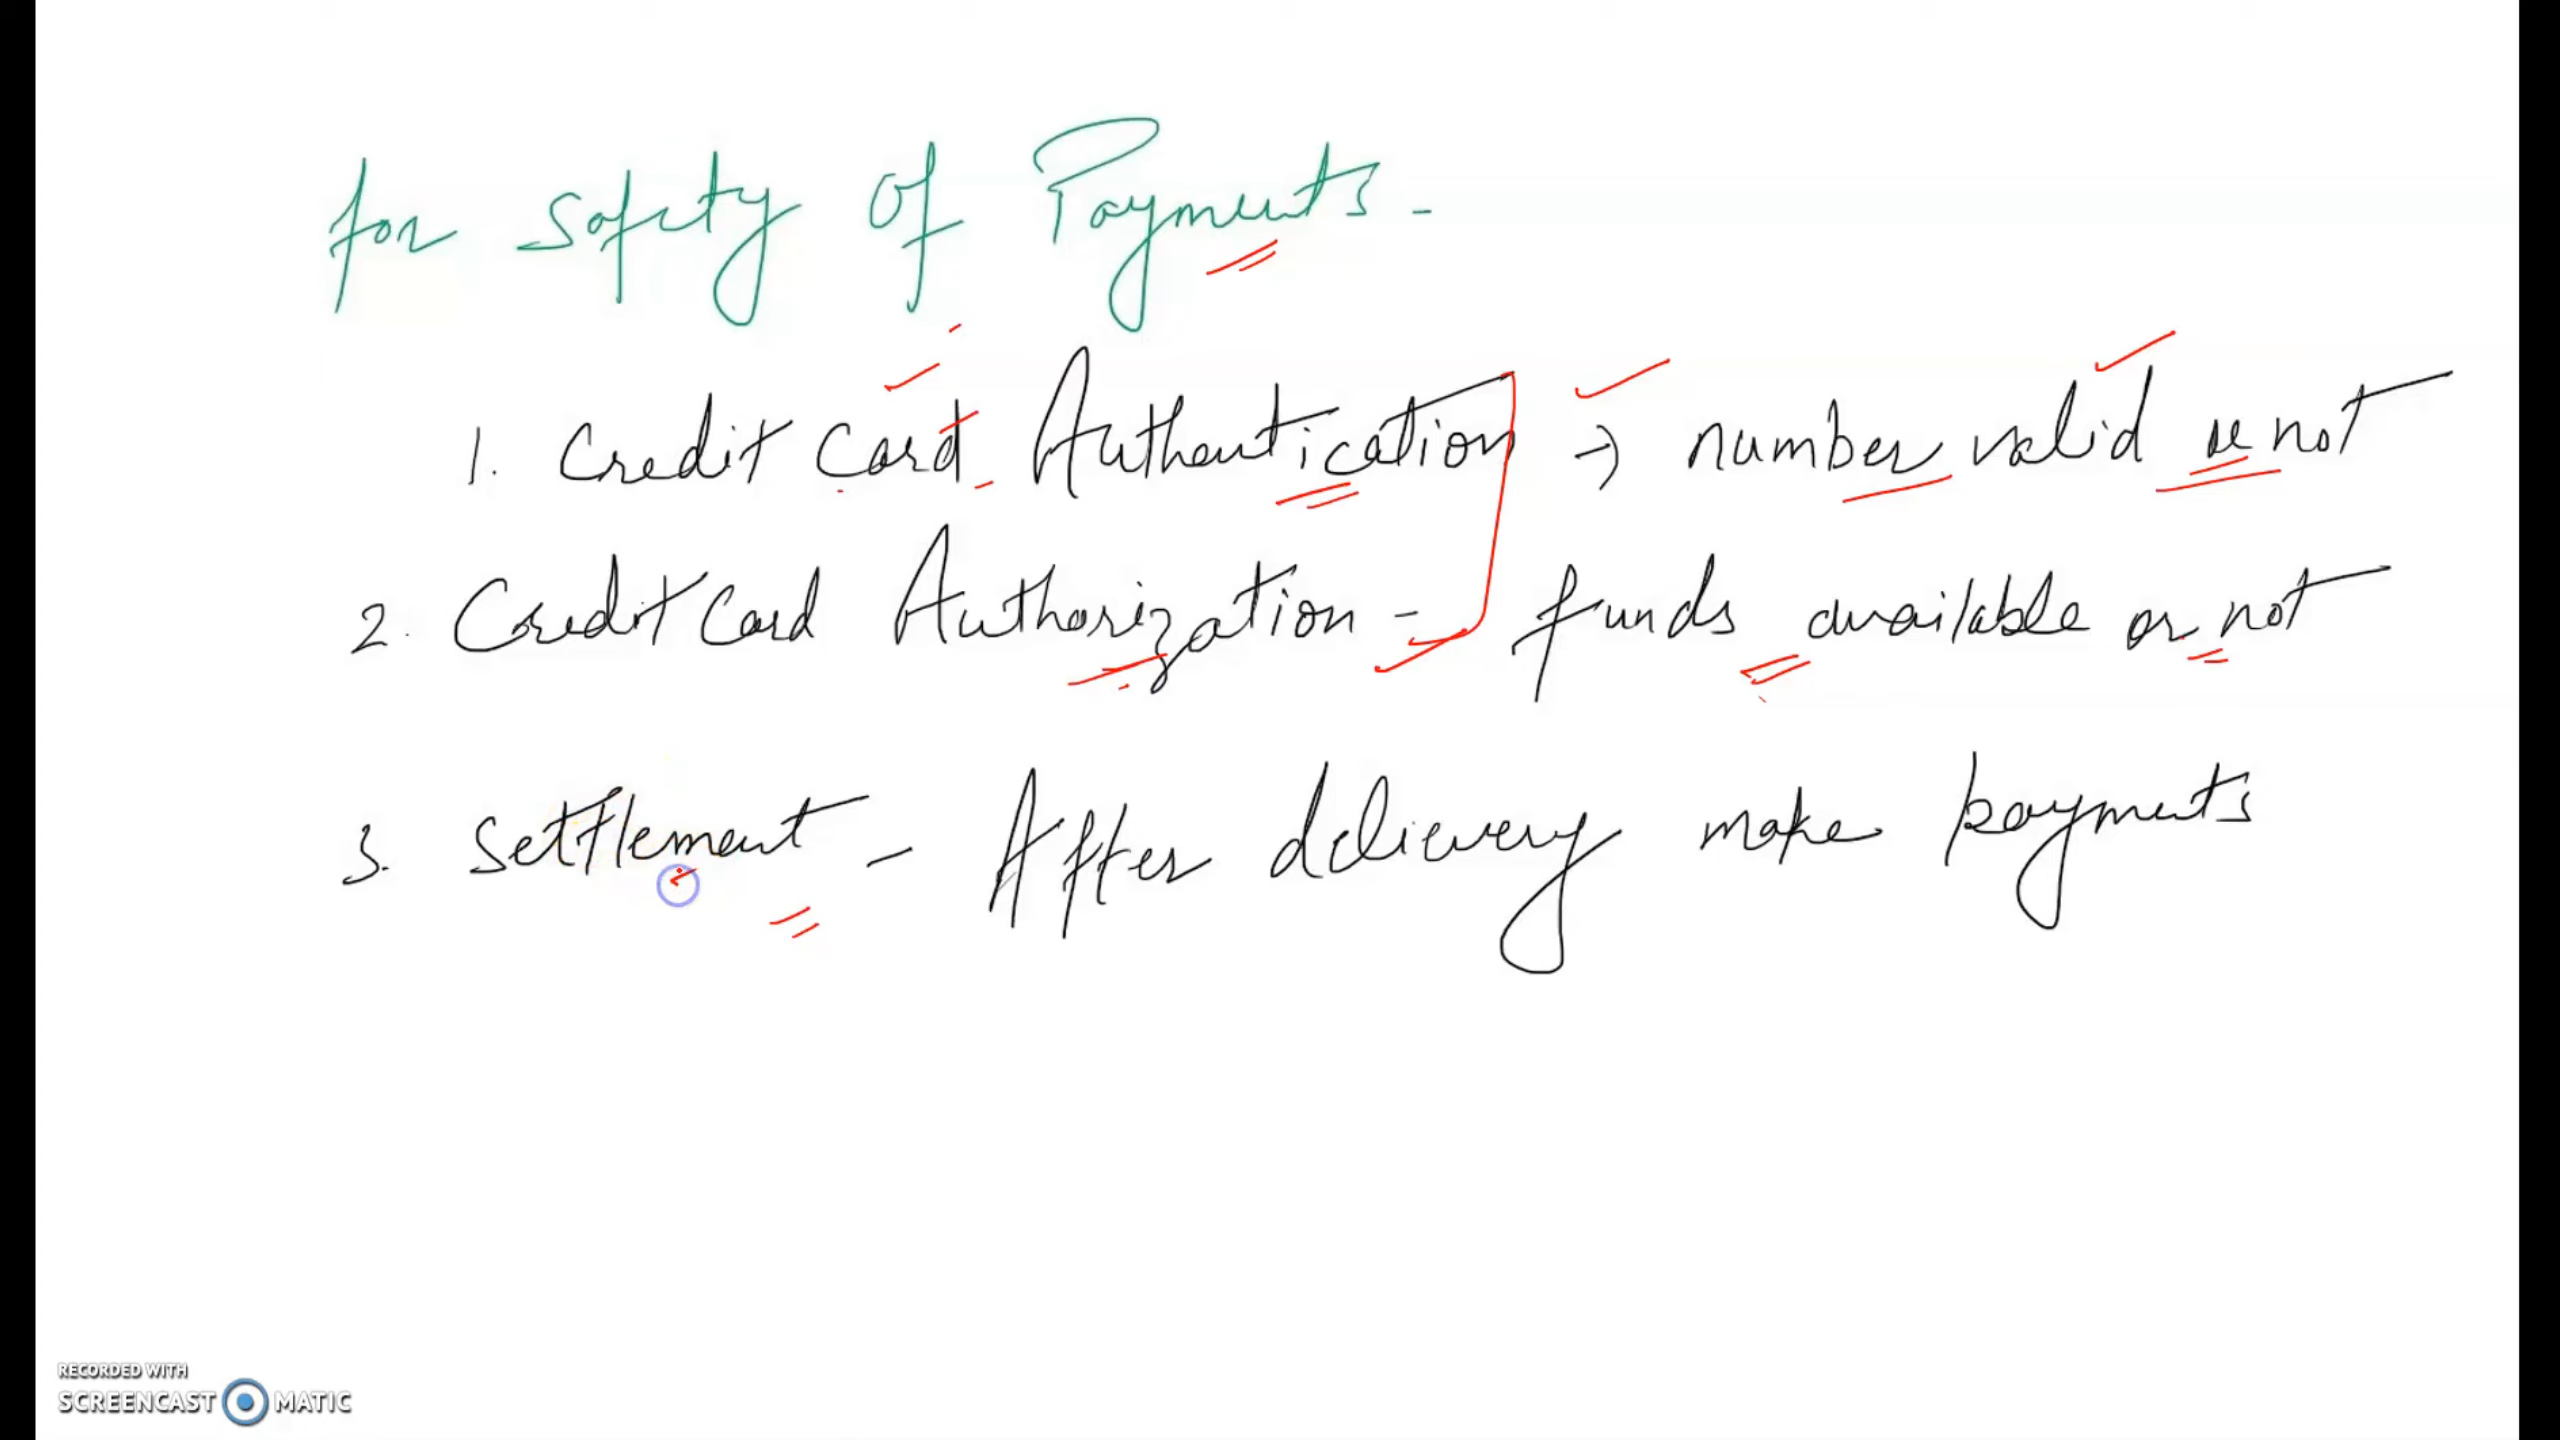 for safety of Payments -
1. Credit Card Authentication → number valid or not
2. Credit Card Authorization - funds available or not
3. Settlement - After delievery make payments
RECORDED WITH
SCREENCAST MATIC